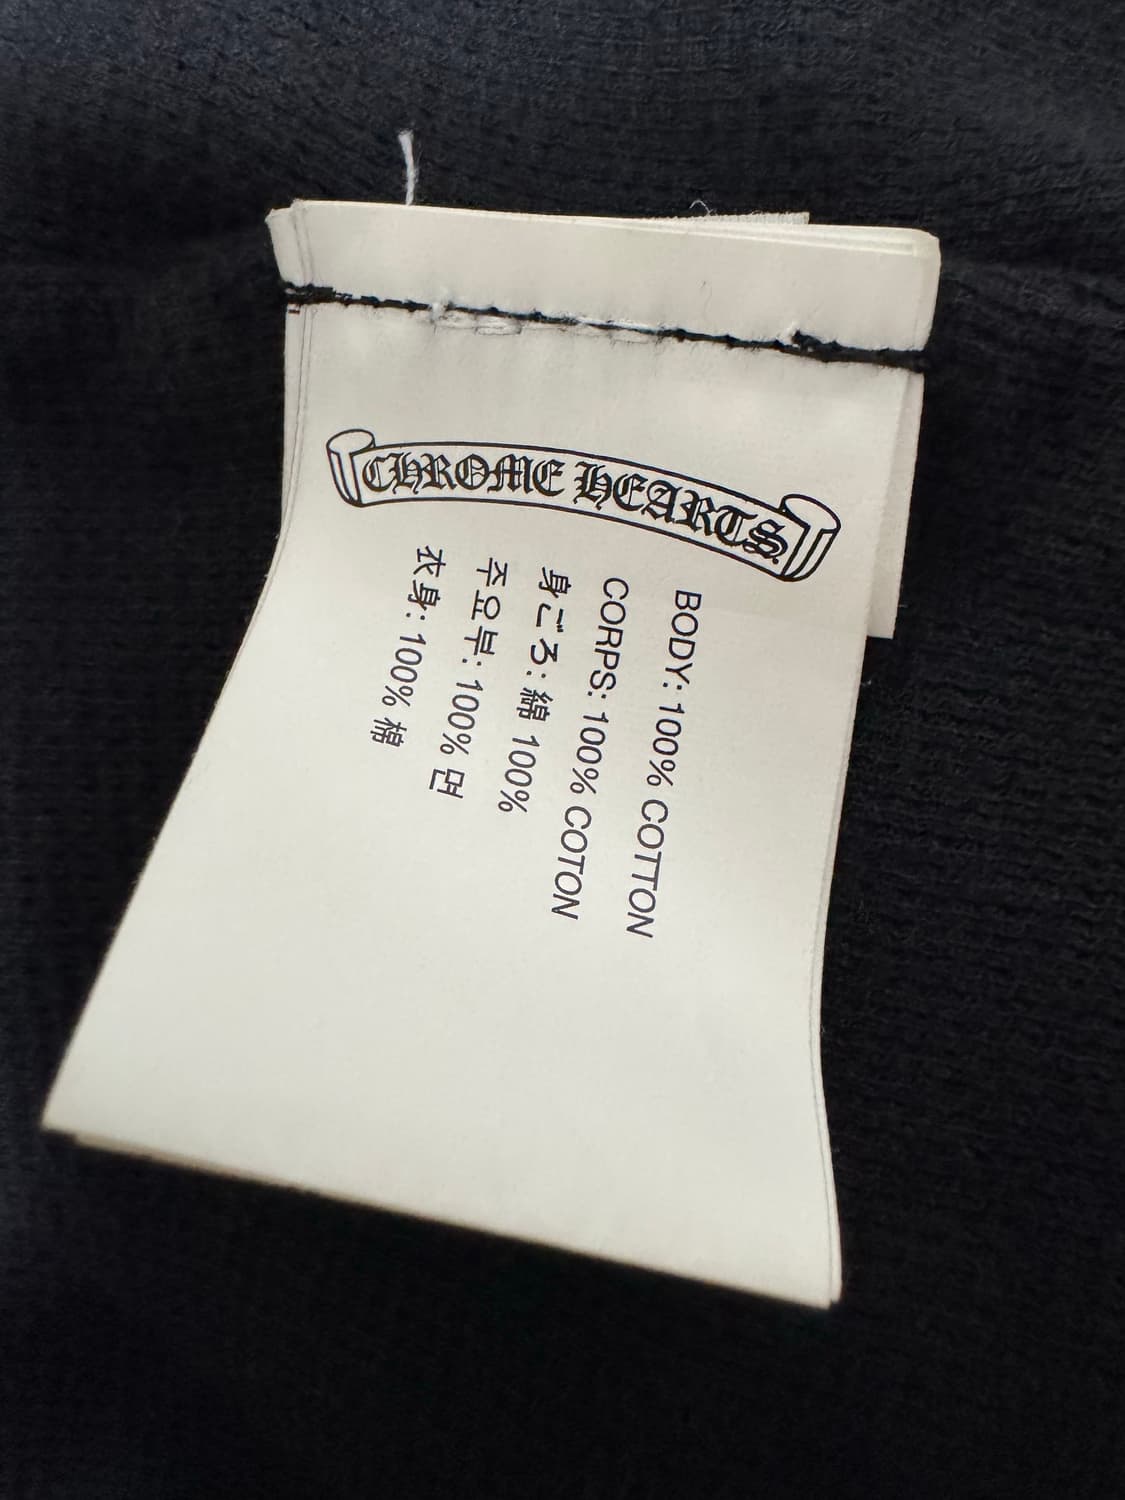 CHROME HEARTS
BODY: 100% COTTON
CORPS: 100% COTON
身ごろ: 綿 100%
주요부: 100% 면
衣身: 100% 棉